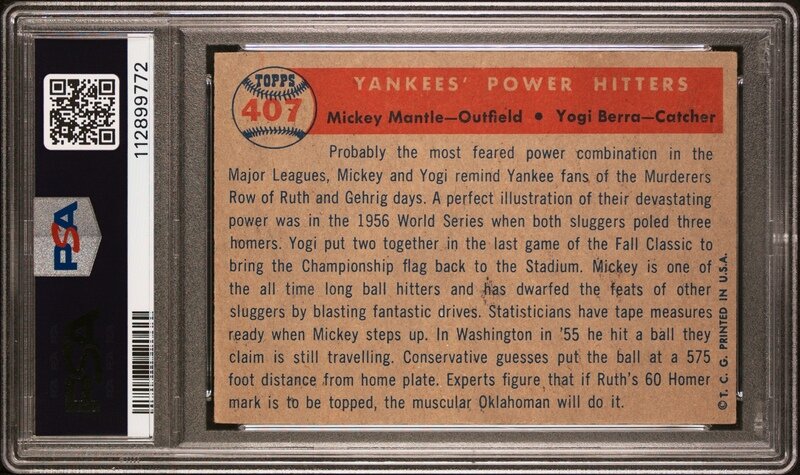 112899772
PSA
PSA
TOPPS
407
YANKEES' POWER HITTERS
Mickey Mantle—Outfield • Yogi Berra—Catcher
Probably the most feared power combination in the
Major Leagues, Mickey and Yogi remind Yankee fans of the Murderers
Row of Ruth and Gehrig days. A perfect illustration of their devastating
power was in the 1956 World Series when both sluggers poled three
homers. Yogi put two together in the last game of the Fall Classic to
bring the Championship flag back to the Stadium. Mickey is one of
the all time long ball hitters and has dwarfed the feats of other
sluggers by blasting fantastic drives. Statisticians have tape measures
ready when Mickey steps up. In Washington in '55 he hit a ball they
claim is still travelling. Conservative guesses put the ball at a 575
foot distance from home plate. Experts figure that if Ruth's 60 Homer
mark is to be topped, the muscular Oklahoman will do it.
© T. C. G. PRINTED IN U.S.A.